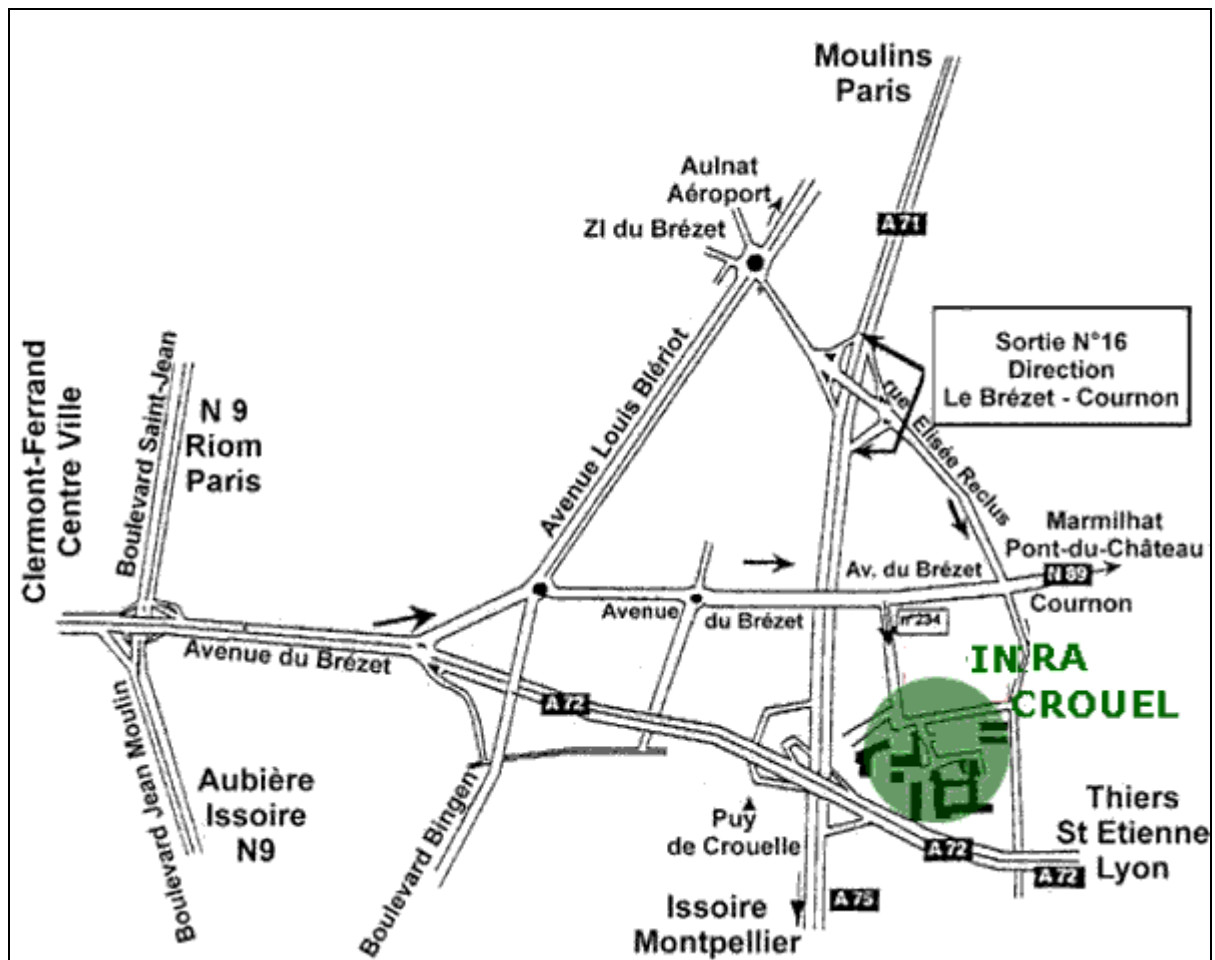 Moulins
Paris
Aulnat
Aéroport
ZI du Brézet
A 71
Sortie N°16
Direction
Le Brézet - Cournon
Clermont-Ferrand
Centre Ville
Boulevard Saint-Jean
N 9
Riom
Paris
Avenue Louis Blériot
rue Elisée Reclus
Marmilhat
Pont-du-Château
N 89
Cournon
Av. du Brézet
Avenue du Brézet
n°234
Avenue du Brézet
INRA
CROUEL
A 72
Boulevard Jean Moulin
Aubière
Issoire
N9
Boulevard Bingen
Puy
de Crouelle
Thiers
St Etienne
Lyon
A 72
A 72
A 75
Issoire
Montpellier